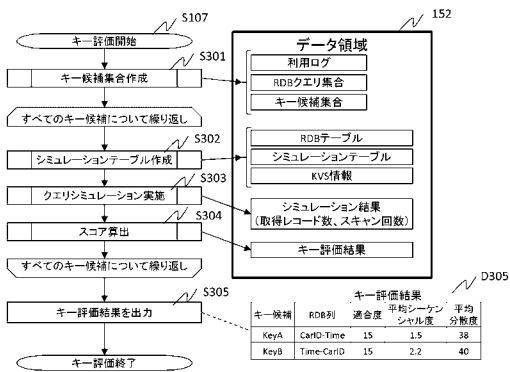 S107
キー評価開始
S301
キー候補集合作成
すべてのキー候補について繰り返し
S302
シミュレーションテーブル作成
S303
クエリシミュレーション実施
S304
スコア算出
すべてのキー候補について繰り返し
S305
キー評価結果を出力
キー評価終了
152
データ領域
利用ログ
RDBクエリ集合
キー候補集合
RDBテーブル
シミュレーションテーブル
KVS情報
シミュレーション結果
(取得レコード数、スキャン回数)
キー評価結果
D305
キー評価結果
キー候補 RDB列 適合度 平均シーケンシャル度 平均分散度
KeyA CarID-Time 15 1.5 38
KeyB Time-CarID 15 2.2 40